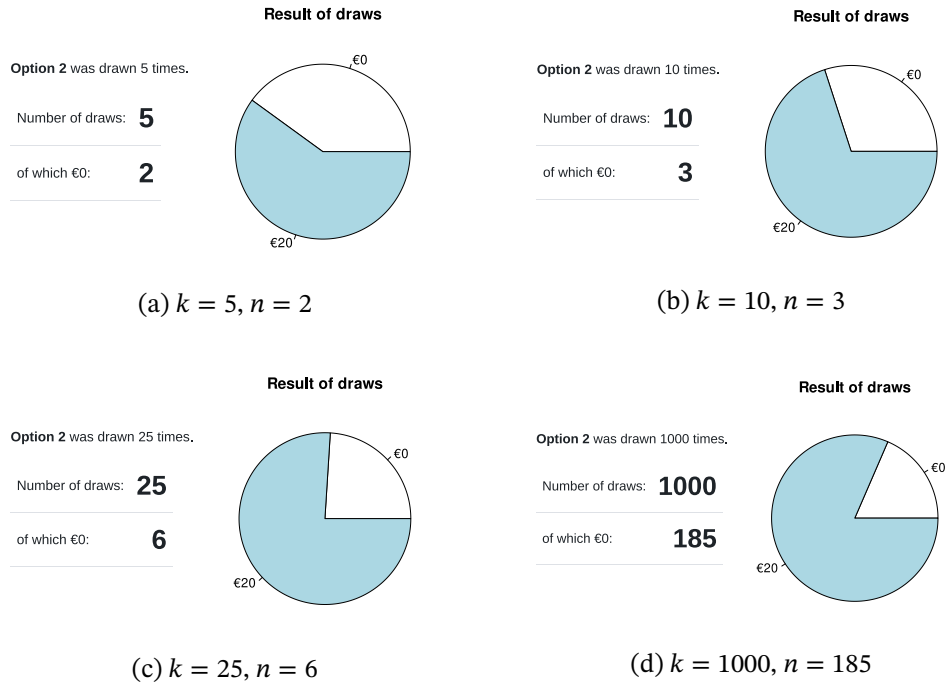 Result of draws
Option 2 was drawn 5 times.
Number of draws: 5
of which €0: 2
€0
€20
(a) k = 5, n = 2
Result of draws
Option 2 was drawn 10 times.
Number of draws: 10
of which €0: 3
€0
€20
(b) k = 10, n = 3
Result of draws
Option 2 was drawn 25 times.
Number of draws: 25
of which €0: 6
€0
€20
(c) k = 25, n = 6
Result of draws
Option 2 was drawn 1000 times.
Number of draws: 1000
of which €0: 185
€0
€20
(d) k = 1000, n = 185